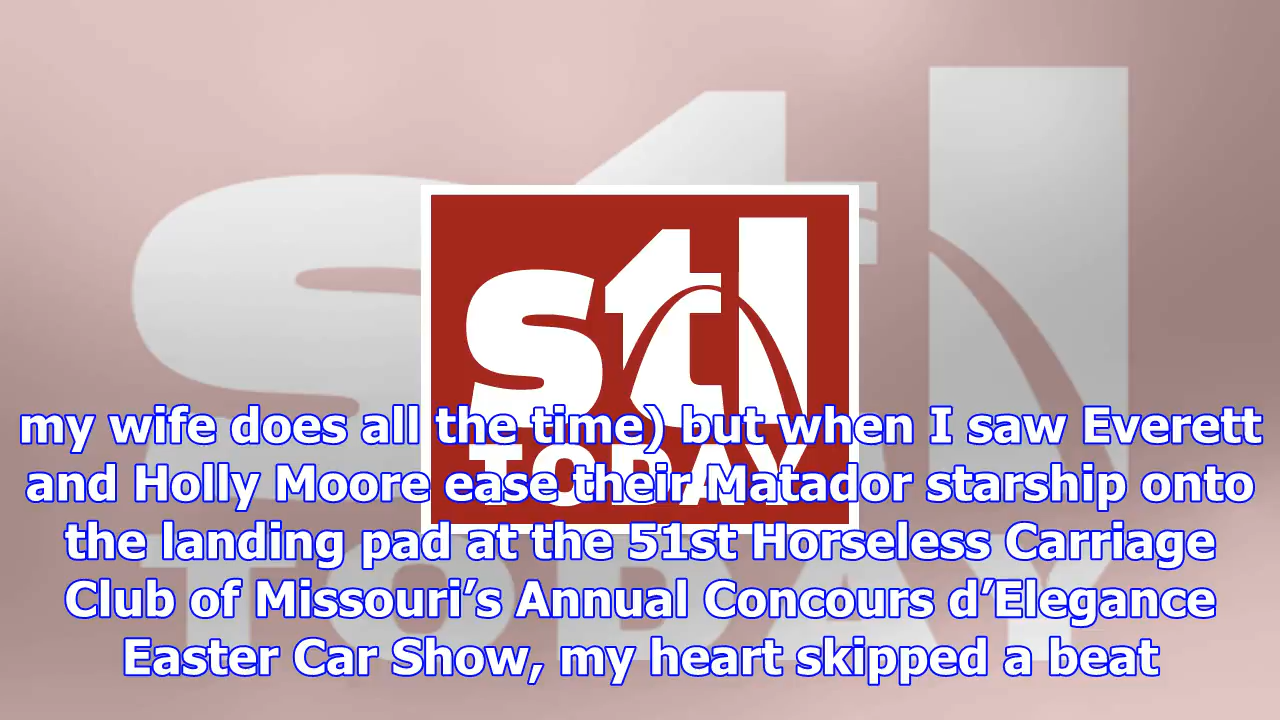 stl
TODAY
my wife does all the time) but when I saw Everett
and Holly Moore ease their Matador starship onto
the landing pad at the 51st Horseless Carriage
Club of Missouri’s Annual Concours d’Elegance
Easter Car Show, my heart skipped a beat